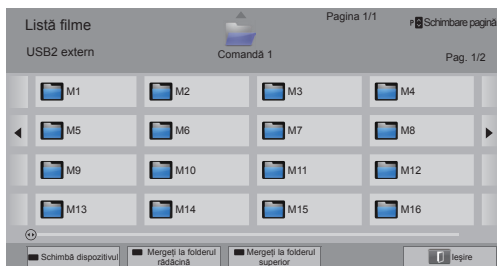 Listă filme
Pagina 1/1
P Schimbare pagină
USB2 extern
Comandă 1
Pag. 1/2
M1
M2
M3
M4
M5
M6
M7
M8
M9
M10
M11
M12
M13
M14
M15
M16
Schimbă dispozitivul
Mergeți la folderul
rădăcină
Mergeți la folderul
superior
Ieșire